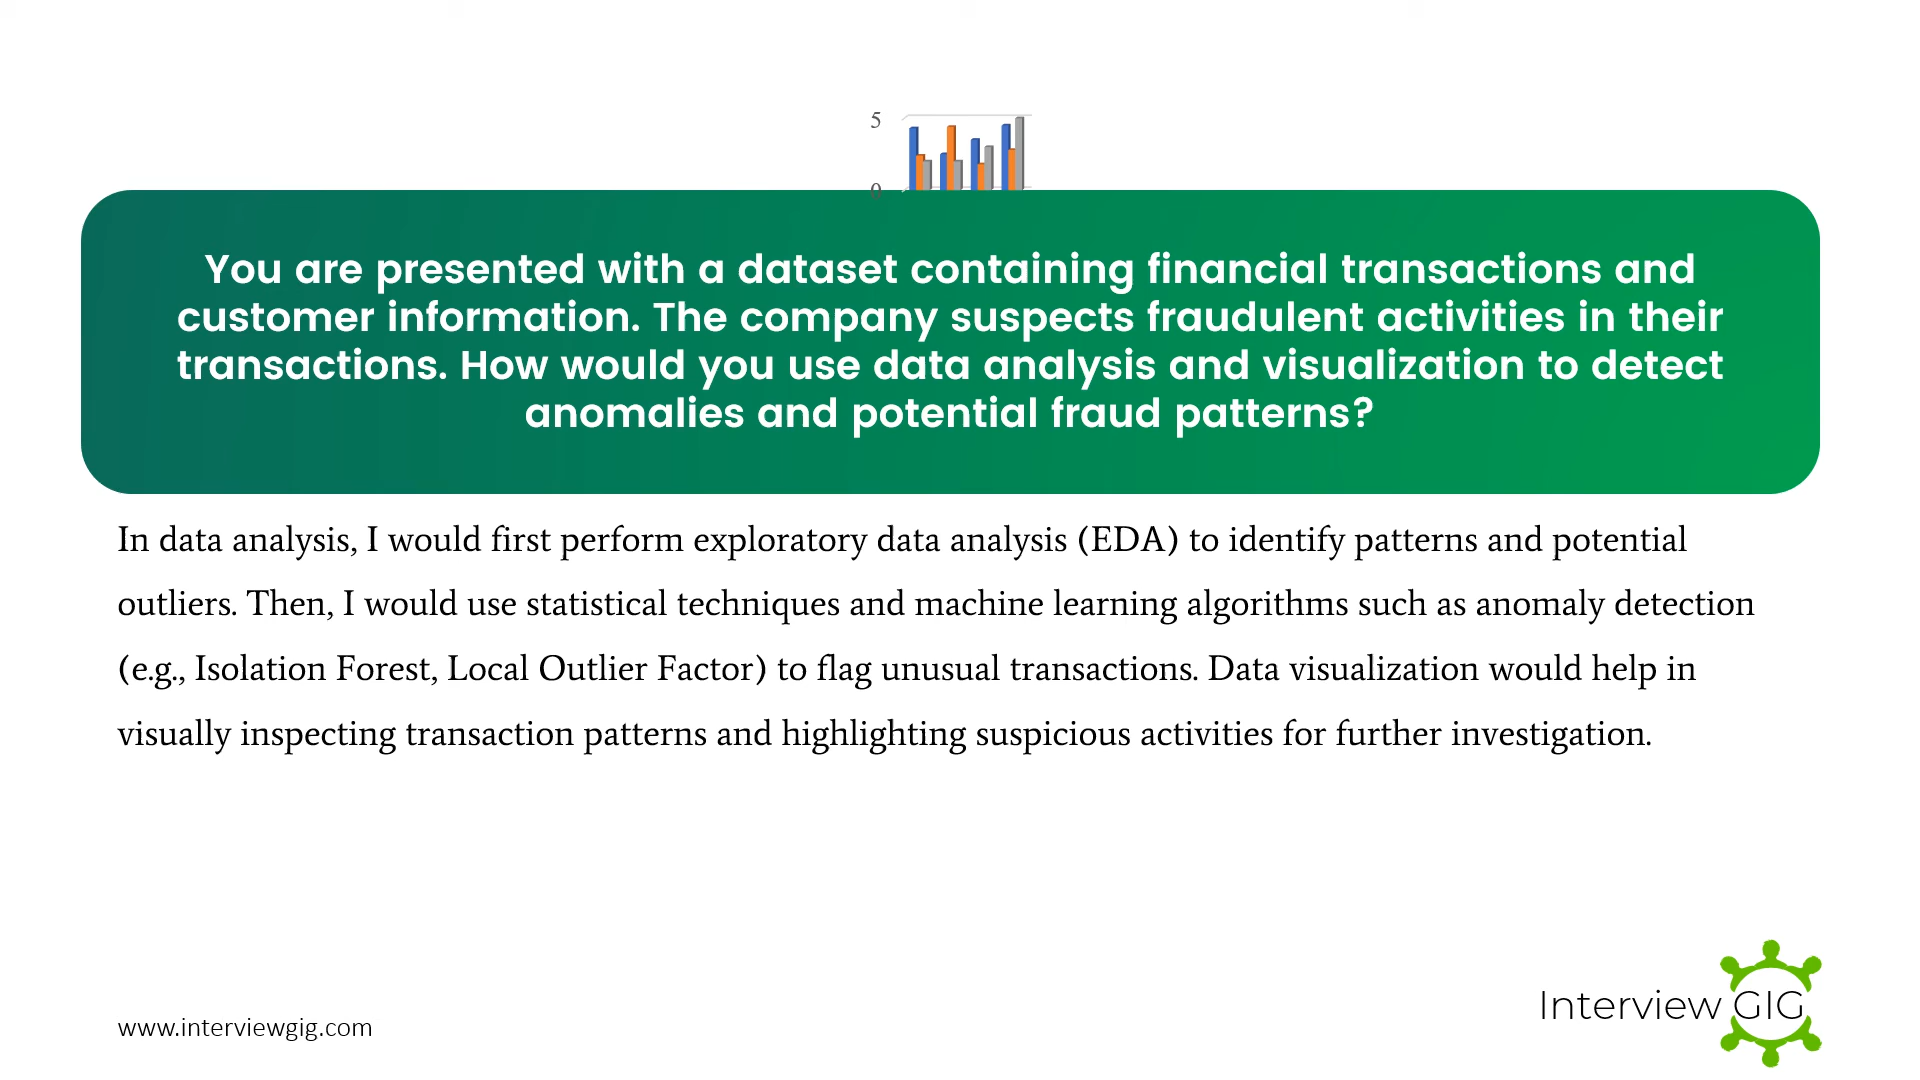 5
0
You are presented with a dataset containing financial transactions and
customer information. The company suspects fraudulent activities in their
transactions. How would you use data analysis and visualization to detect
anomalies and potential fraud patterns?
In data analysis, I would first perform exploratory data analysis (EDA) to identify patterns and potential
outliers. Then, I would use statistical techniques and machine learning algorithms such as anomaly detection
(e.g., Isolation Forest, Local Outlier Factor) to flag unusual transactions. Data visualization would help in
visually inspecting transaction patterns and highlighting suspicious activities for further investigation.
www.interviewgig.com
Interview GIG